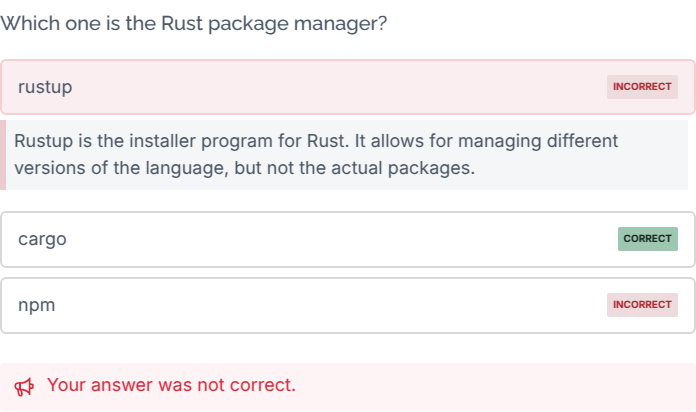 Which one is the Rust package manager?
rustup
INCORRECT
Rustup is the installer program for Rust. It allows for managing different
versions of the language, but not the actual packages.
cargo
CORRECT
npm
INCORRECT
Your answer was not correct.